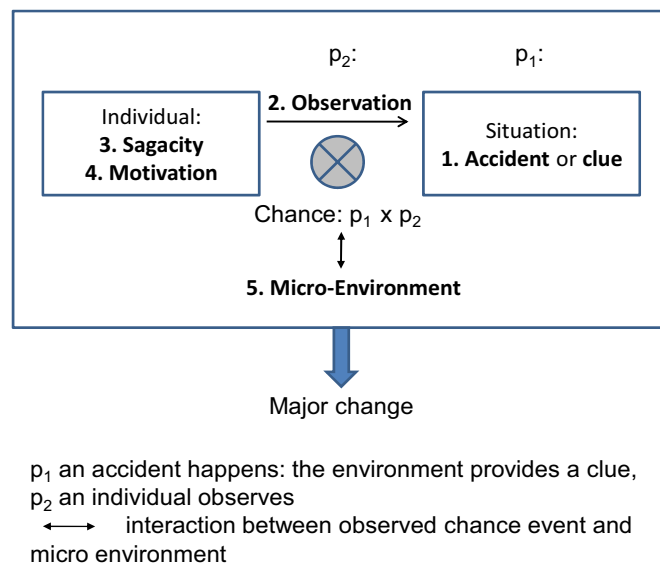 p₂: p₁:
Individual:
3. Sagacity
4. Motivation
2. Observation
Situation:
1. Accident or clue
Chance: p₁ x p₂
5. Micro-Environment
Major change
p₁ an accident happens: the environment provides a clue,
p₂ an individual observes
interaction between observed chance event and
micro environment